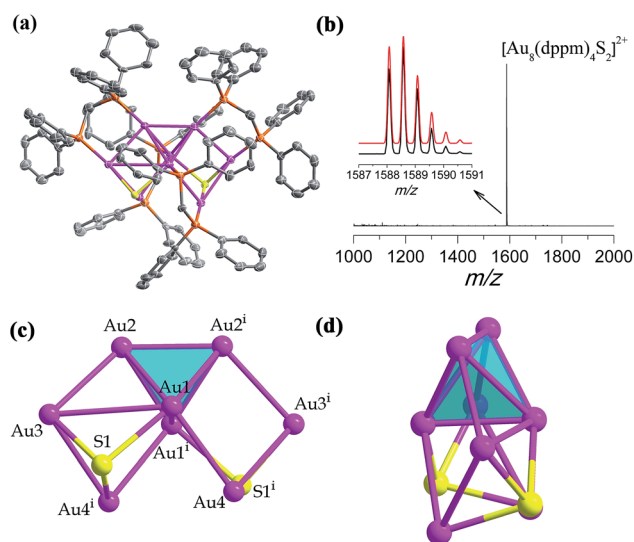 (a)
(b)
[Au₈(dppm)₄S₂]²⁺
1587 1588 1589 1590 1591
m/z
1000 1200 1400 1600 1800 2000
m/z
(c)
(d)
Au2
Au2ⁱ
Au1
Au3
S1
Au1ⁱ
Au3ⁱ
Au4ⁱ
Au4
S1ⁱ